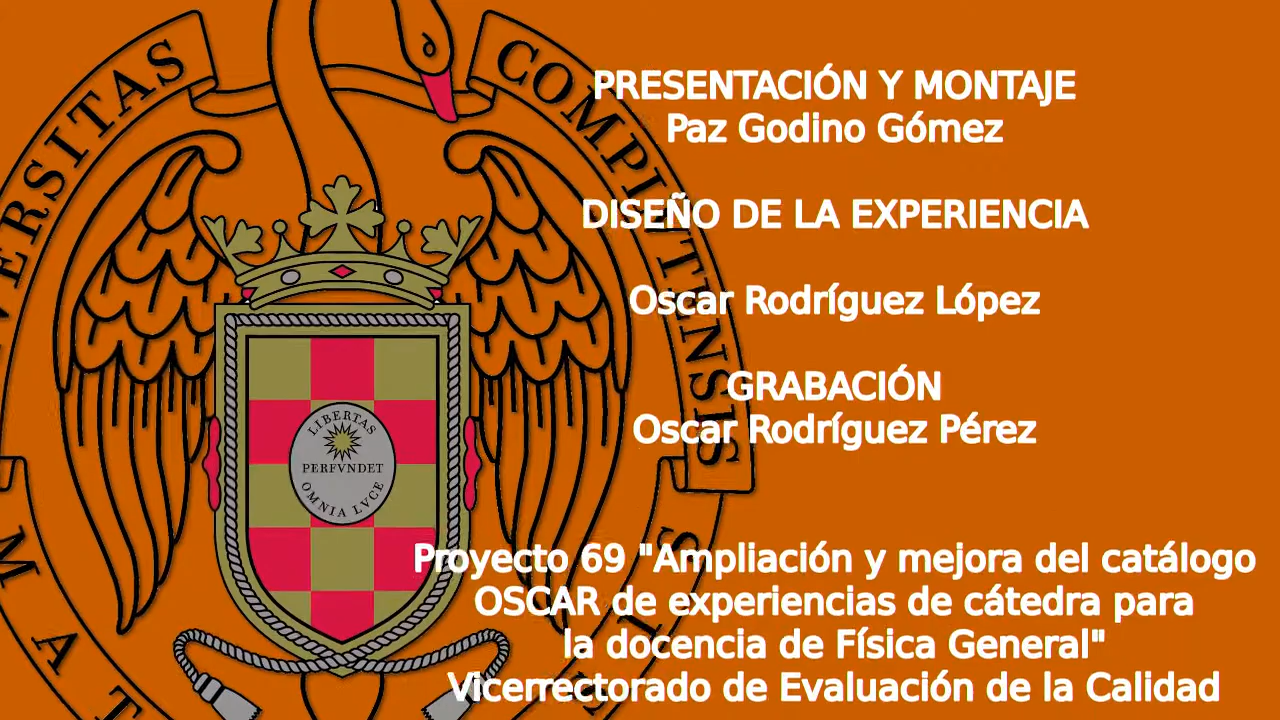 PRESENTACIÓN Y MONTAJE
Paz Godino Gómez
DISEÑO DE LA EXPERIENCIA
Oscar Rodríguez López
GRABACIÓN
Oscar Rodríguez Pérez
Proyecto 69 "Ampliación y mejora del catálogo
OSCAR de experiencias de cátedra para
la docencia de Física General"
Vicerrectorado de Evaluación de la Calidad
VERSITAS
COMPLVTENSIS
LIBERTAS
PERFVNDET
OMNIA LVCE